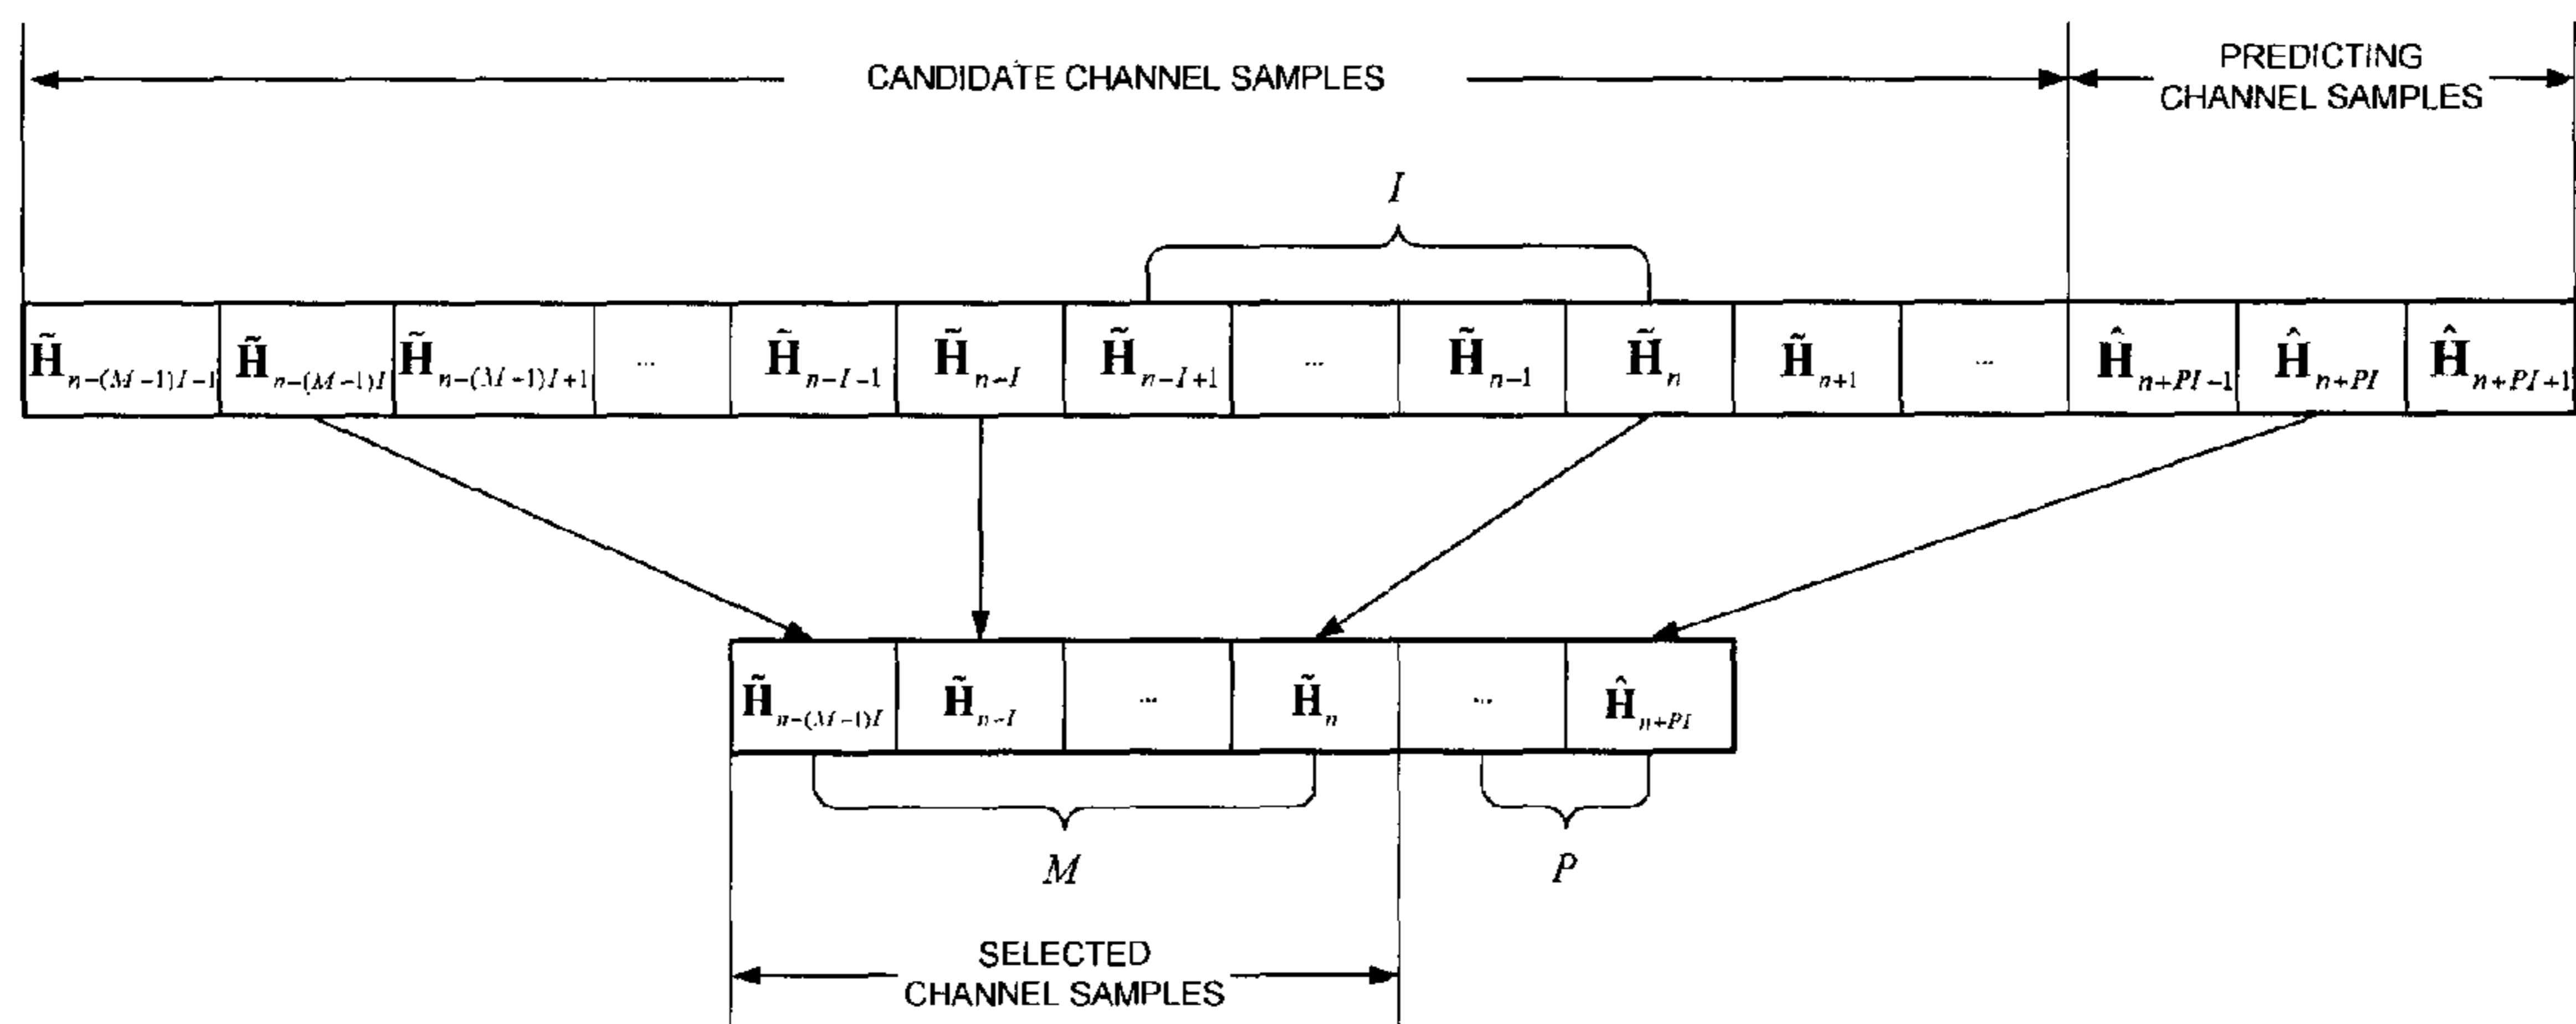 CANDIDATE CHANNEL SAMPLES
PREDICTING
CHANNEL SAMPLES
I
H̃n−(M−1)I−1 H̃n−(M−1)I H̃n−(M−1)I+1 ... H̃n−I−1 H̃n−I H̃n−I+1 ... H̃n−1 H̃n H̃n+1 ... Ĥn+PI−1 Ĥn+PI Ĥn+PI+1
H̃n−(M−1)I H̃n−I ... H̃n ... Ĥn+PI
M
P
SELECTED
CHANNEL SAMPLES